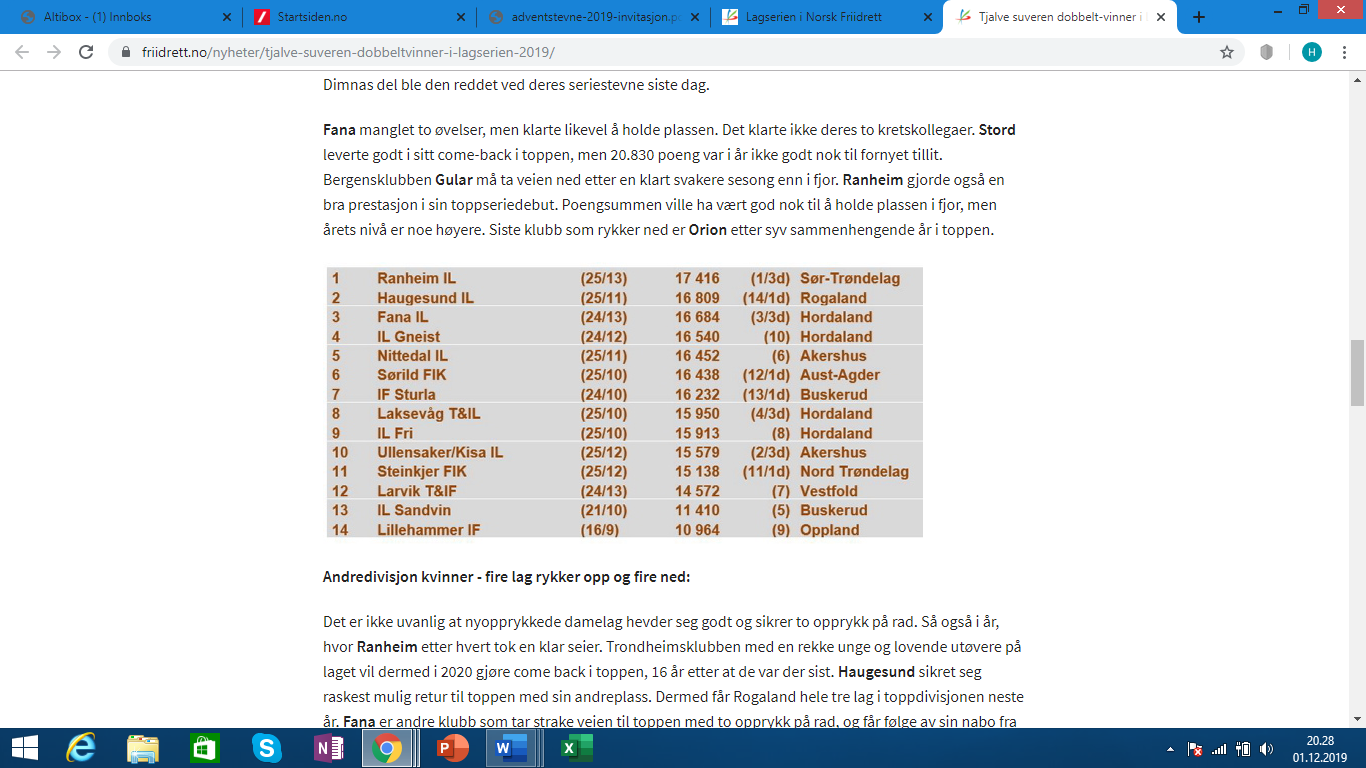 Altibox - (1) Innboks
Startsiden.no
adventstevne-2019-invitasjon.p
Lagserien i Norsk Friidrett
Tjalve suveren dobbelt-vinner i
friidrett.no/nyheter/tjalve-suveren-dobbeltvinner-i-lagserien-2019/
H
Dimnas del ble den reddet ved deres seriestevne siste dag.
Fana manglet to øvelser, men klarte likevel å holde plassen. Det klarte ikke deres to kretskollegaer. Stord
leverte godt i sitt come-back i toppen, men 20.830 poeng var i år ikke godt nok til fornyet tillit.
Bergensklubben Gular må ta veien ned etter en klart svakere sesong enn i fjor. Ranheim gjorde også en
bra prestasjon i sin toppseriedebut. Poengsummen ville ha vært god nok til å holde plassen i fjor, men
årets nivå er noe høyere. Siste klubb som rykker ned er Orion etter syv sammenhengende år i toppen.
1 Ranheim IL (25/13) 17 416 (1/3d) Sør-Trøndelag
2 Haugesund IL (25/11) 16 809 (14/1d) Rogaland
3 Fana IL (24/13) 16 684 (3/3d) Hordaland
4 IL Gneist (24/12) 16 540 (10) Hordaland
5 Nittedal IL (25/11) 16 452 (6) Akershus
6 Sørild FIK (25/10) 16 438 (12/1d) Aust-Agder
7 IF Sturla (24/10) 16 232 (13/1d) Buskerud
8 Laksevåg T&IL (25/10) 15 950 (4/3d) Hordaland
9 IL Fri (25/10) 15 913 (8) Hordaland
10 Ullensaker/Kisa IL (25/12) 15 579 (2/3d) Akershus
11 Steinkjer FIK (25/12) 15 138 (11/1d) Nord Trøndelag
12 Larvik T&IF (24/13) 14 572 (7) Vestfold
13 IL Sandvin (21/10) 11 410 (5) Buskerud
14 Lillehammer IF (16/9) 10 964 (9) Oppland
Andredivisjon kvinner - fire lag rykker opp og fire ned:
Det er ikke uvanlig at nyopprykkede damelag hevder seg godt og sikrer to opprykk på rad. Så også i år,
hvor Ranheim etter hvert tok en klar seier. Trondheimsklubben med en rekke unge og lovende utøvere på
laget vil dermed i 2020 gjøre come back i toppen, 16 år etter at de var der sist. Haugesund sikret seg
raskest mulig retur til toppen med sin andreplass. Dermed får Rogaland hele tre lag i toppdivisjonen neste
år. Fana er andre klubb som tar strake veien til toppen med to opprykk på rad, og får følge av sin nabo fra
20.28
01.12.2019